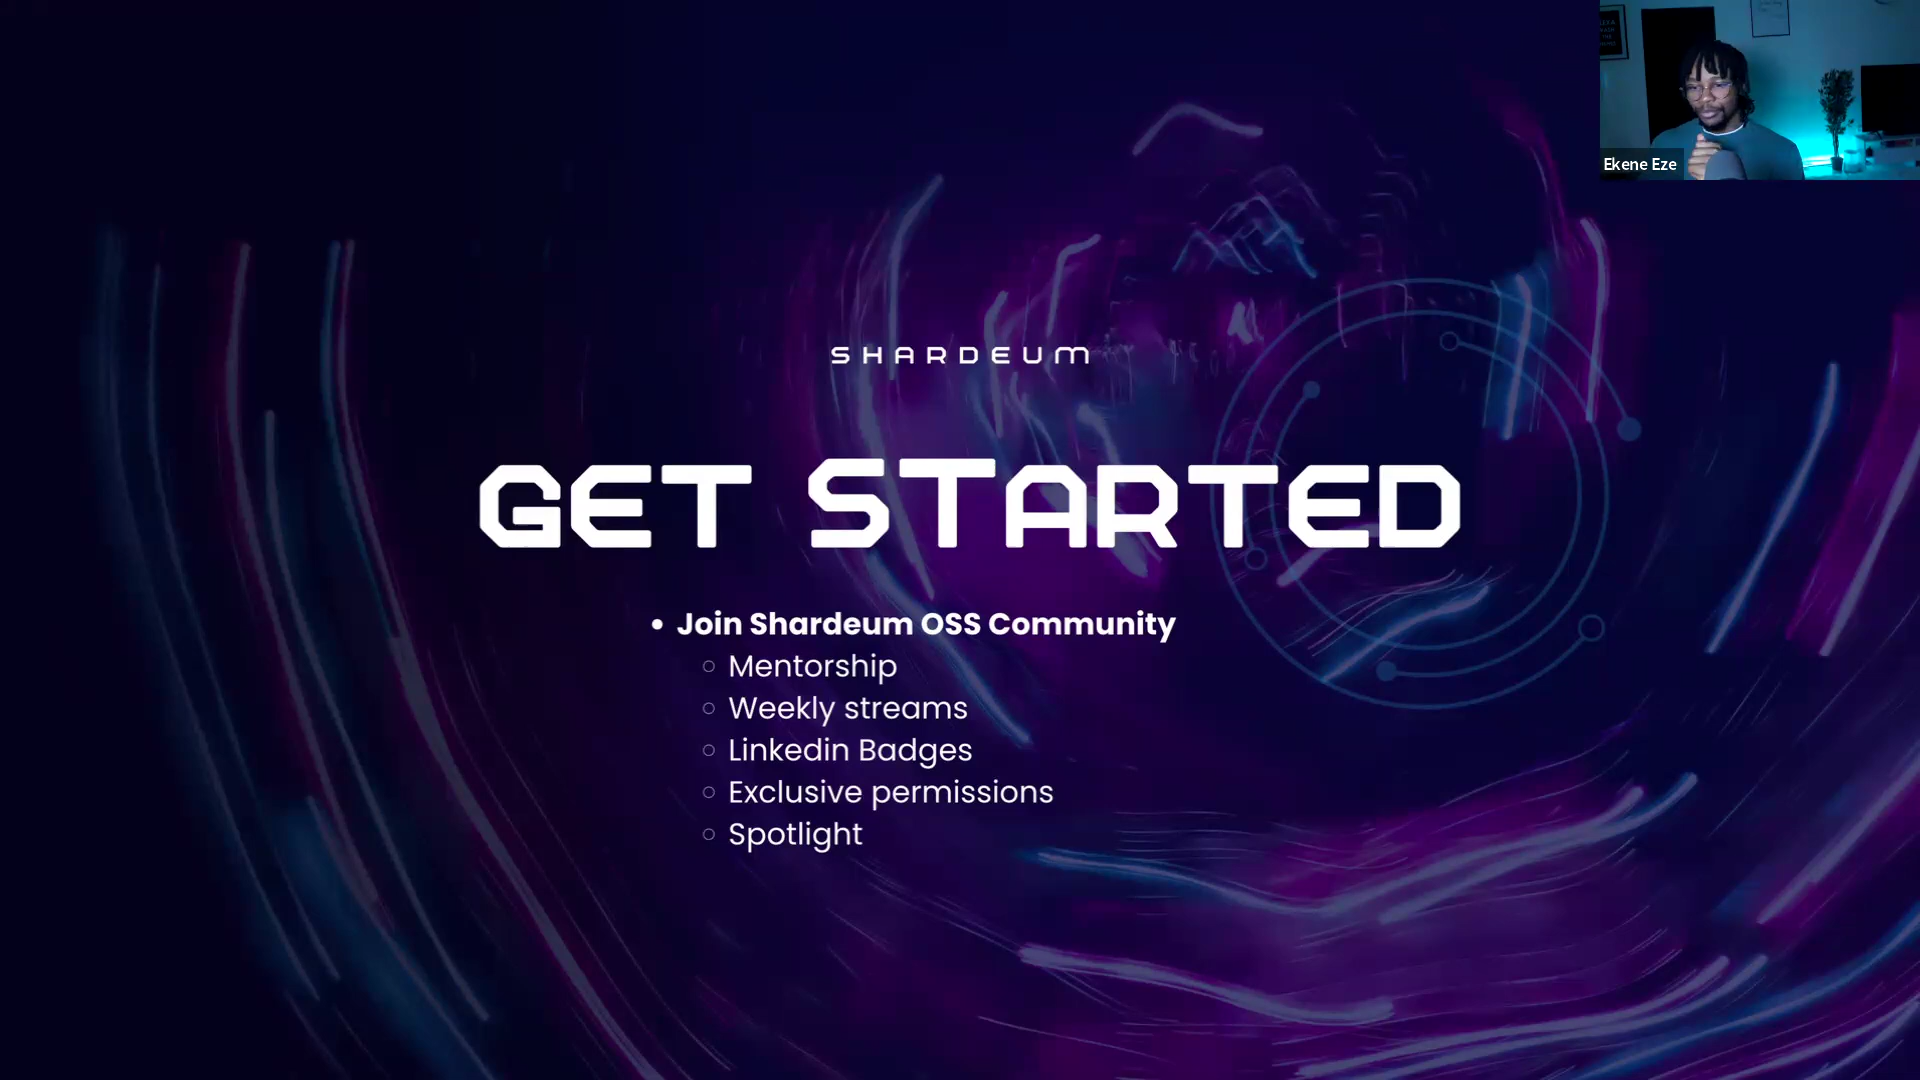 Ekene Eze
SHARDEUM
GET STARTED
• Join Shardeum OSS Community
○ Mentorship
○ Weekly streams
○ Linkedin Badges
○ Exclusive permissions
○ Spotlight